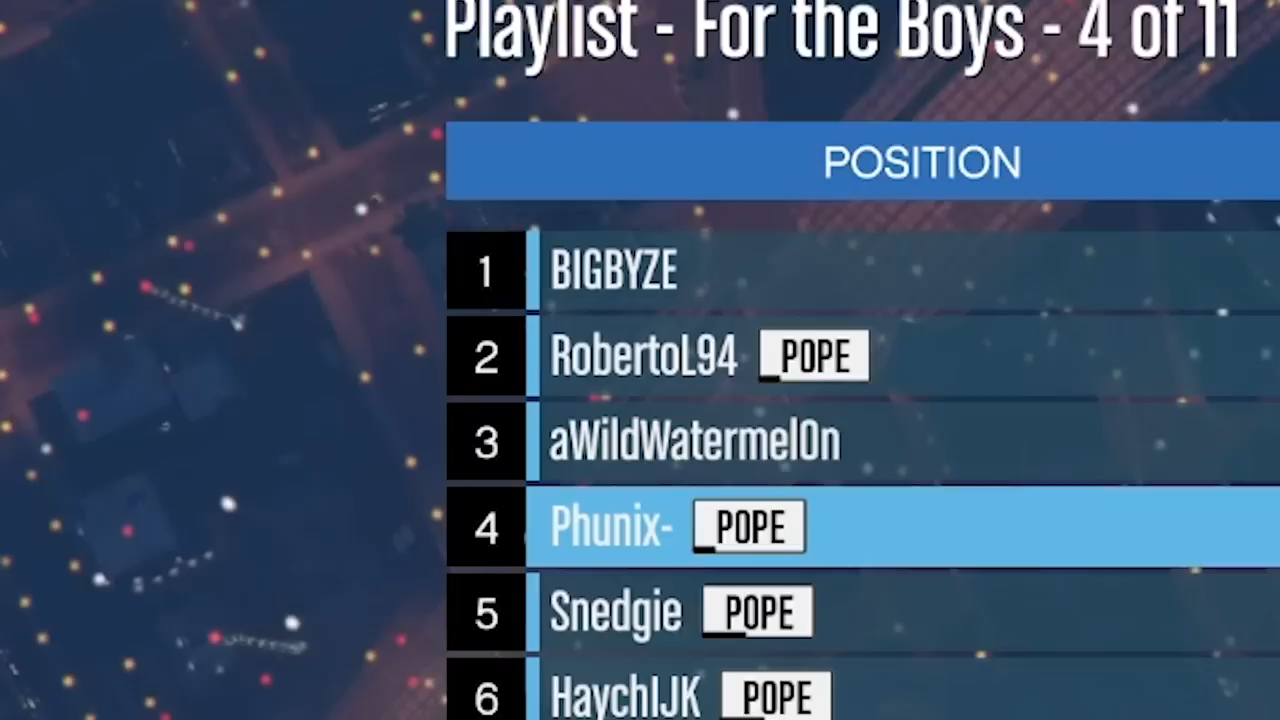 Playlist - For the Boys - 4 of 11
POSITION
1 BIGBYZE
2 RobertoL94 POPE
3 aWildWatermel0n
4 Phunix- POPE
5 Snedgie POPE
6 HaychIJK POPE